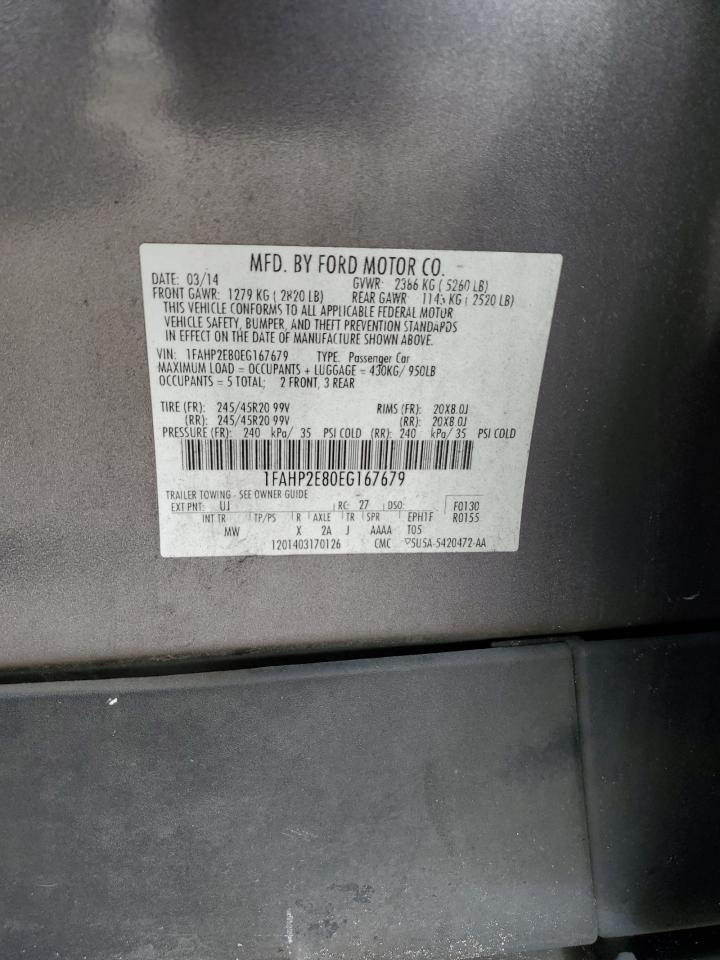 MFD. BY FORD MOTOR CO.
DATE: 03/14 GVWR: 2386 KG ( 5260 LB)
FRONT GAWR: 1279 KG ( 2820 LB) REAR GAWR: 1143 KG ( 2520 LB)
THIS VEHICLE CONFORMS TO ALL APPLICABLE FEDERAL MOTOR
VEHICLE SAFETY, BUMPER, AND THEFT PREVENTION STANDARDS
IN EFFECT ON THE DATE OF MANUFACTURE SHOWN ABOVE.
VIN: 1FAHP2E80EG167679 TYPE: Passenger Car
MAXIMUM LOAD = OCCUPANTS + LUGGAGE = 430KG/ 950LB
OCCUPANTS = 5 TOTAL; 2 FRONT, 3 REAR
TIRE (FR): 245/45R20 99V RIMS (FR): 20X8.0J
(RR): 245/45R20 99V (RR): 20X8.0J
PRESSURE (FR): 240 kPa/ 35 PSI COLD (RR): 240 kPa/ 35 PSI COLD
1FAHP2E80EG167679
TRAILER TOWING - SEE OWNER GUIDE
EXT PNT: UJ RC: 27 DSO: F0130
INT TR TP/PS R AXLE TR SPR EPHTF R0155
MW X 2A J AAAA T05
1201403170126 CMC ▽5U5A-5420472-AA